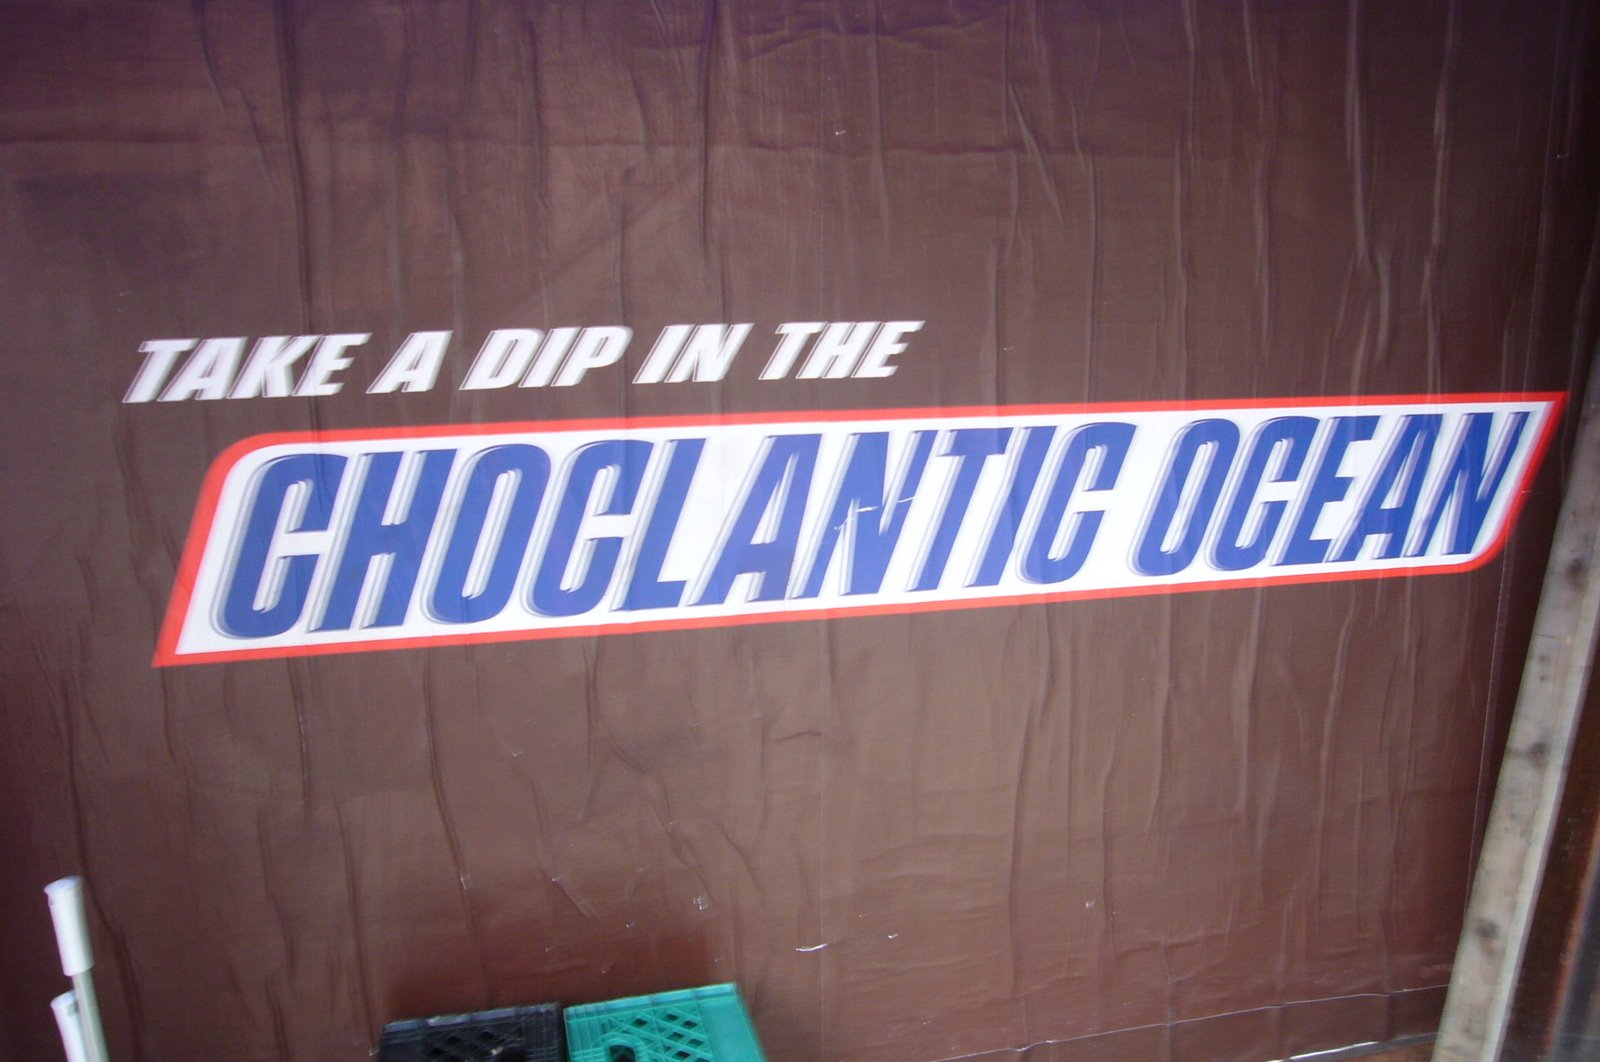 TAKE A DIP IN THE
CHOCLANTIC OCEAN